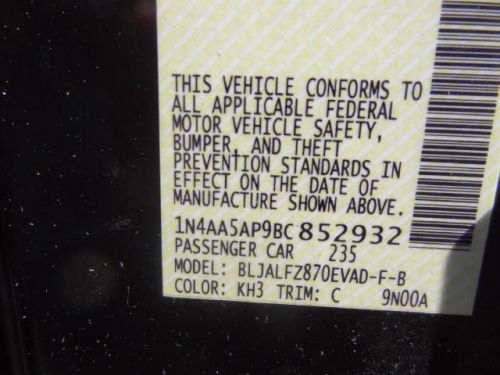 THIS VEHICLE CONFORMS TO
ALL APPLICABLE FEDERAL
MOTOR VEHICLE SAFETY,
BUMPER, AND THEFT
PREVENTION STANDARDS IN
EFFECT ON THE DATE OF
MANUFACTURE SHOWN ABOVE.
1N4AA5AP9BC852932
PASSENGER CAR 235
MODEL: BLJALFZ870EVAD-F-B
COLOR: KH3 TRIM: C 9N00A